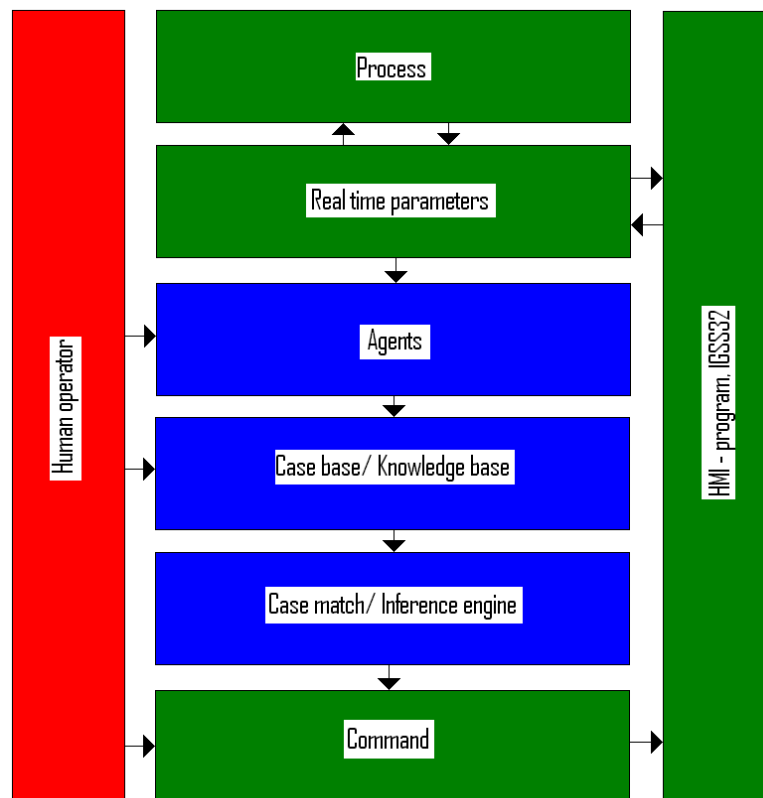 Process
Real time parameters
Agents
Human operator
HMI - program, IGSS32
Case base/ Knowledge base
Case match/ Inference engine
Command